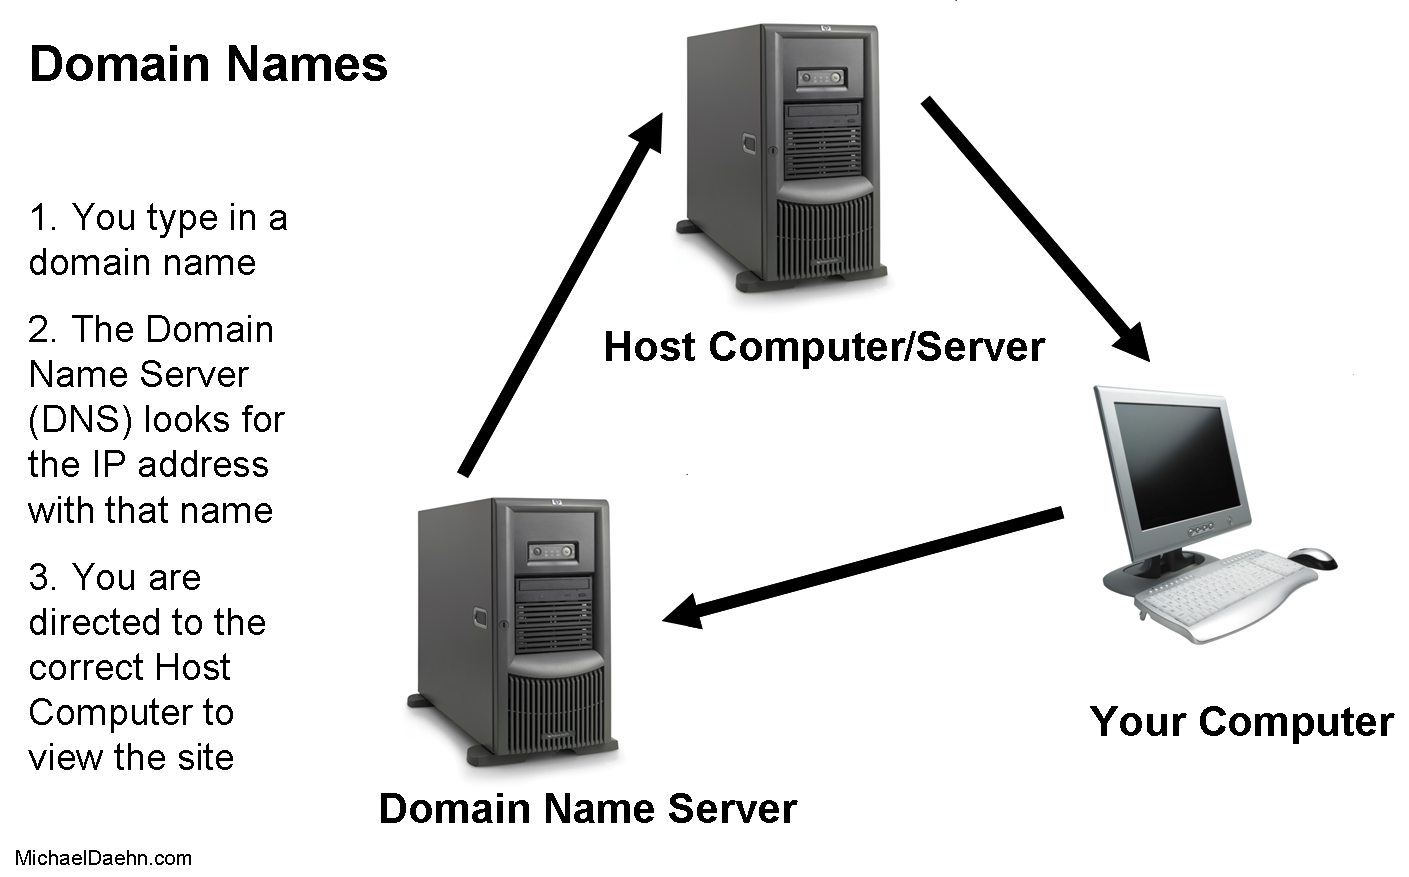 Domain Names
1. You type in a
domain name
2. The Domain
Name Server
(DNS) looks for
the IP address
with that name
3. You are
directed to the
correct Host
Computer to
view the site
Host Computer/Server
Your Computer
Domain Name Server
MichaelDaehn.com